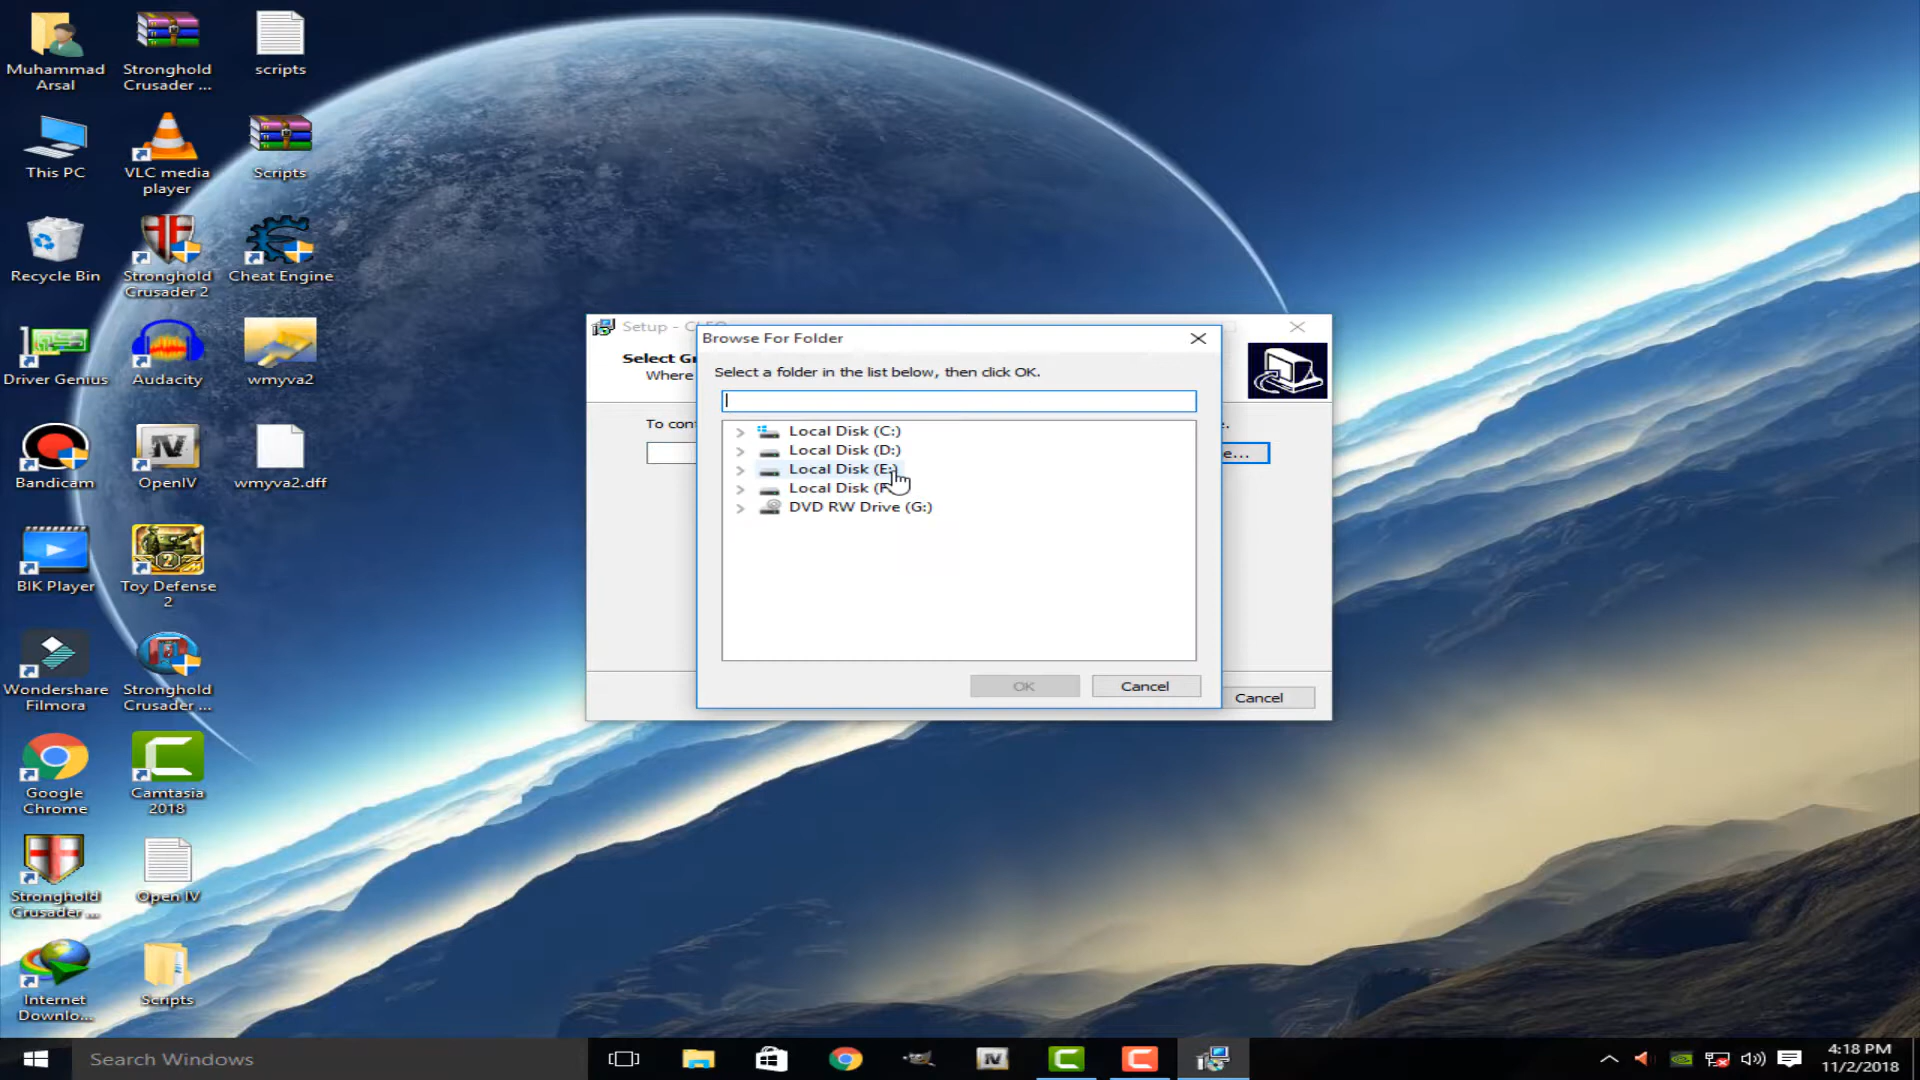 Muhammad
Arsal
Stronghold
Crusader ...
scripts
This PC
VLC media
player
Scripts
Recycle Bin
Stronghold
Crusader 2
Cheat Engine
Driver Genius
Audacity
wmyva2
Bandicam
OpenIV
wmyva2.dff
BIK Player
Toy Defense
2
Wondershare
Filmora
Stronghold
Crusader ...
Google
Chrome
Camtasia
2018
Stronghold
Crusader ...
Open IV
Internet
Downlo...
Scripts
Setup -
Select
Where
To
e...
Cancel
Browse For Folder
Select a folder in the list below, then click OK.
Local Disk (C:)
Local Disk (D:)
Local Disk (E:)
Local Disk
DVD RW Drive (G:)
OK
Cancel
Search Windows
IV
4:18 PM
11/2/2018